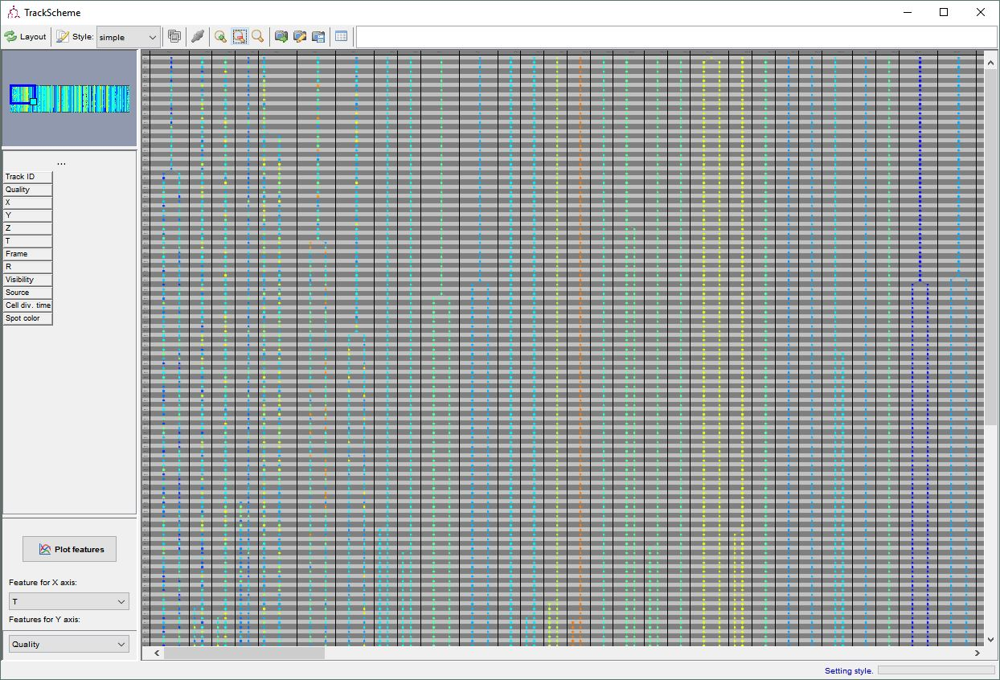 TrackScheme
Layout
Style:
simple
...
Track ID
Quality
X
Y
Z
T
Frame
R
Visibility
Source
Cell div. time
Spot color
Plot features
Feature for X axis:
T
Features for Y axis:
Quality
Setting style.